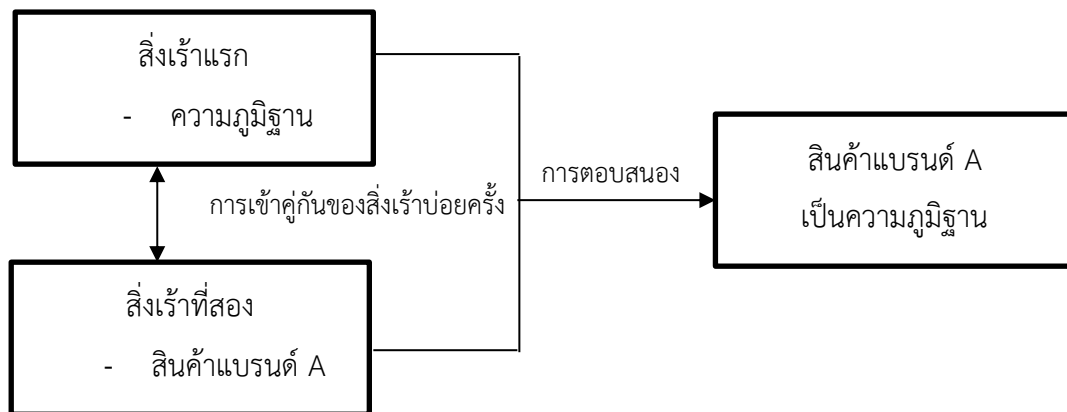 สิ่งเร้าแรก
- ความภูมิฐาน
การเข้าคู่กันของสิ่งเร้าบ่อยครั้ง
สิ่งเร้าที่สอง
- สินค้าแบรนด์ A
การตอบสนอง
สินค้าแบรนด์ A
เป็นความภูมิฐาน